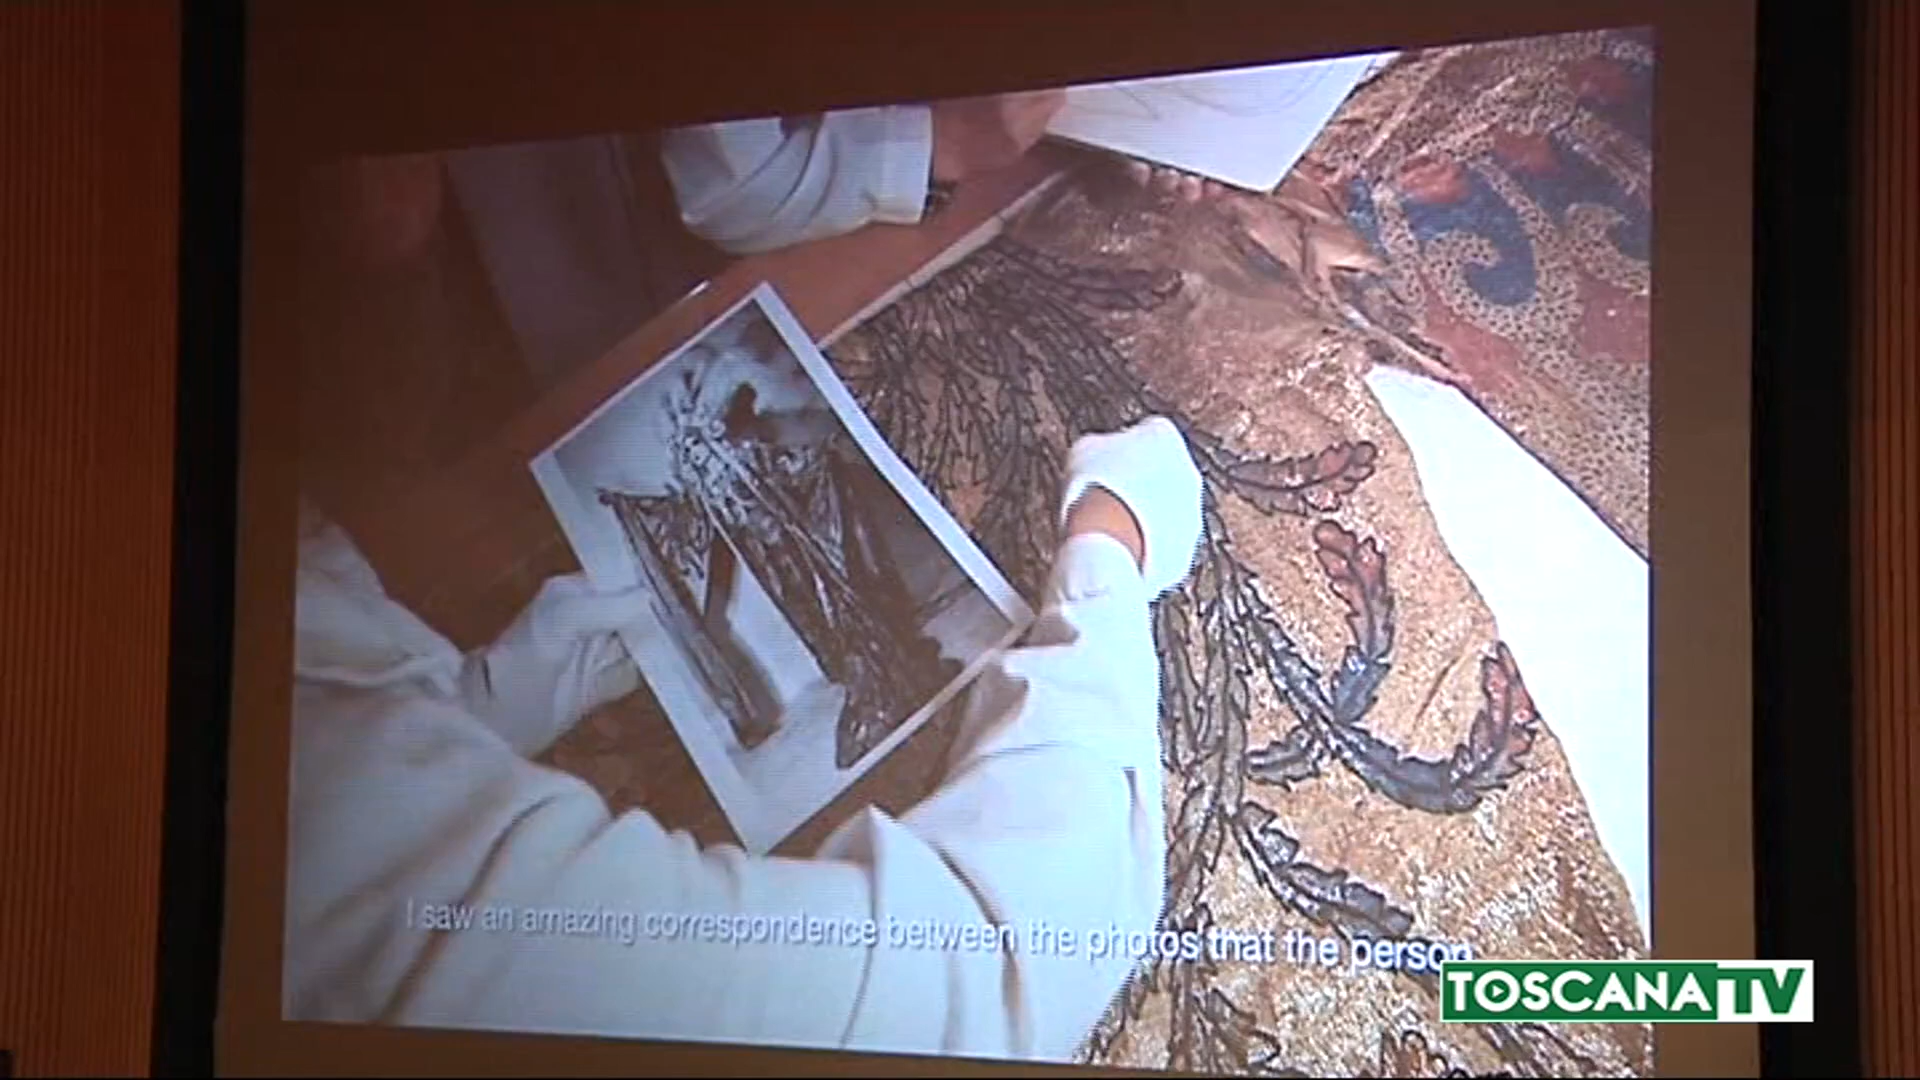 I saw an amazing correspondence between the photos that the person
TOSCANA TV